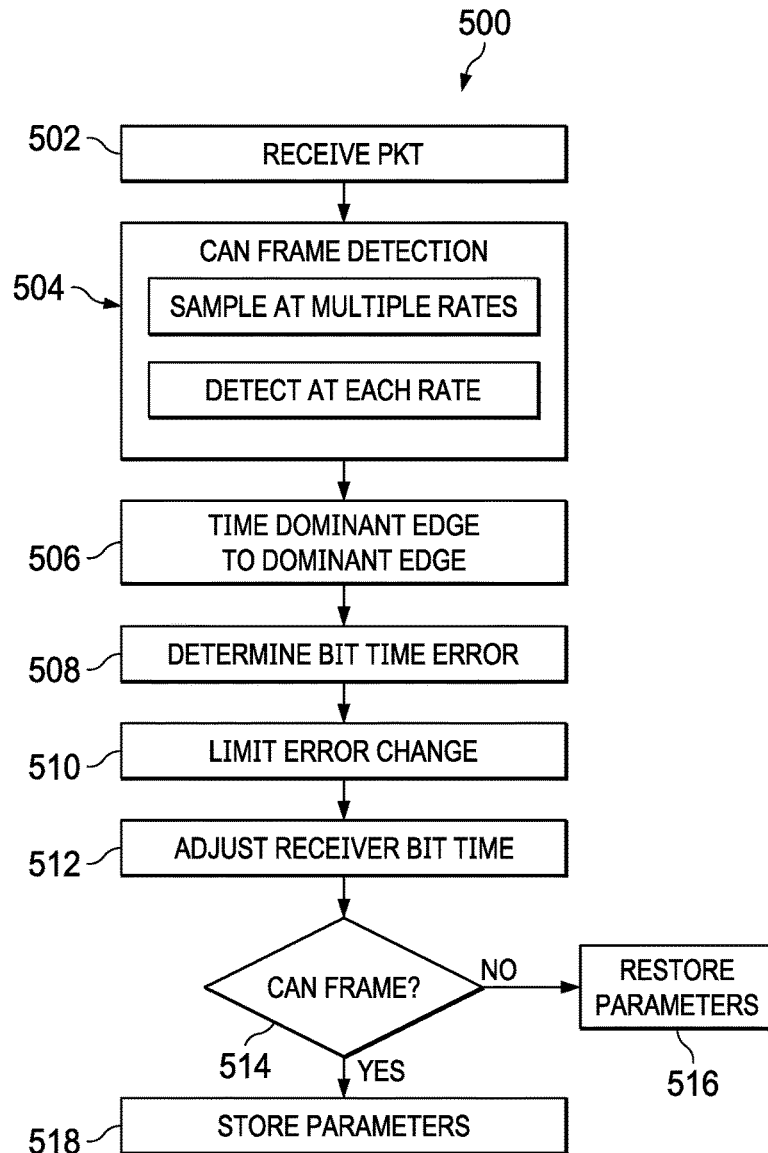 500
502
RECEIVE PKT
CAN FRAME DETECTION
504
SAMPLE AT MULTIPLE RATES
DETECT AT EACH RATE
506
TIME DOMINANT EDGE
TO DOMINANT EDGE
508
DETERMINE BIT TIME ERROR
510
LIMIT ERROR CHANGE
512
ADJUST RECEIVER BIT TIME
CAN FRAME?
NO
RESTORE
PARAMETERS
514
YES
516
518
STORE PARAMETERS